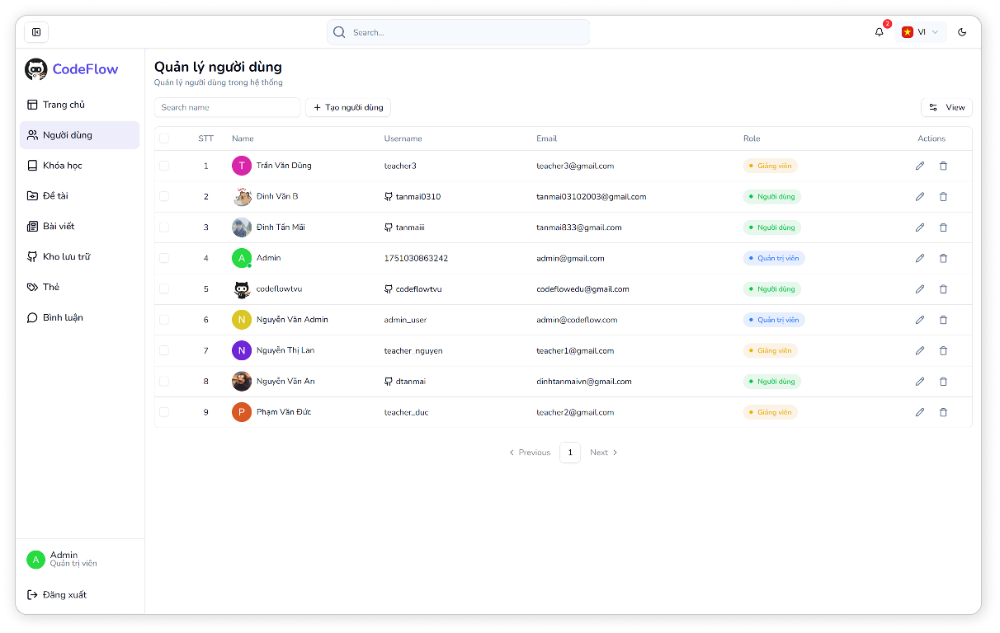 Search...
2
VI
CodeFlow
Trang chủ
Người dùng
Khóa học
Đề tài
Bài viết
Kho lưu trữ
Thẻ
Bình luận
A
Admin
Quản trị viên
Đăng xuất
Quản lý người dùng
Quản lý người dùng trong hệ thống
Search name
Tạo người dùng
View
STT Name Username Email Role Actions
1 T Trần Văn Dũng teacher3 teacher3@gmail.com Giảng viên
2 Đinh Văn B tanmai0310 tanmai03102003@gmail.com Người dùng
3 Đinh Tấn Mãi tanmaiii tanmai833@gmail.com Người dùng
4 A Admin 1751030863242 admin@gmail.com Quản trị viên
5 codeflowtvu codeflowtvu codeflowedu@gmail.com Người dùng
6 N Nguyễn Văn Admin admin_user admin@codeflow.com Quản trị viên
7 N Nguyễn Thị Lan teacher_nguyen teacher1@gmail.com Giảng viên
8 Nguyễn Văn An dtanmai dinhtanmaivn@gmail.com Người dùng
9 P Phạm Văn Đức teacher_duc teacher2@gmail.com Giảng viên
Previous 1 Next